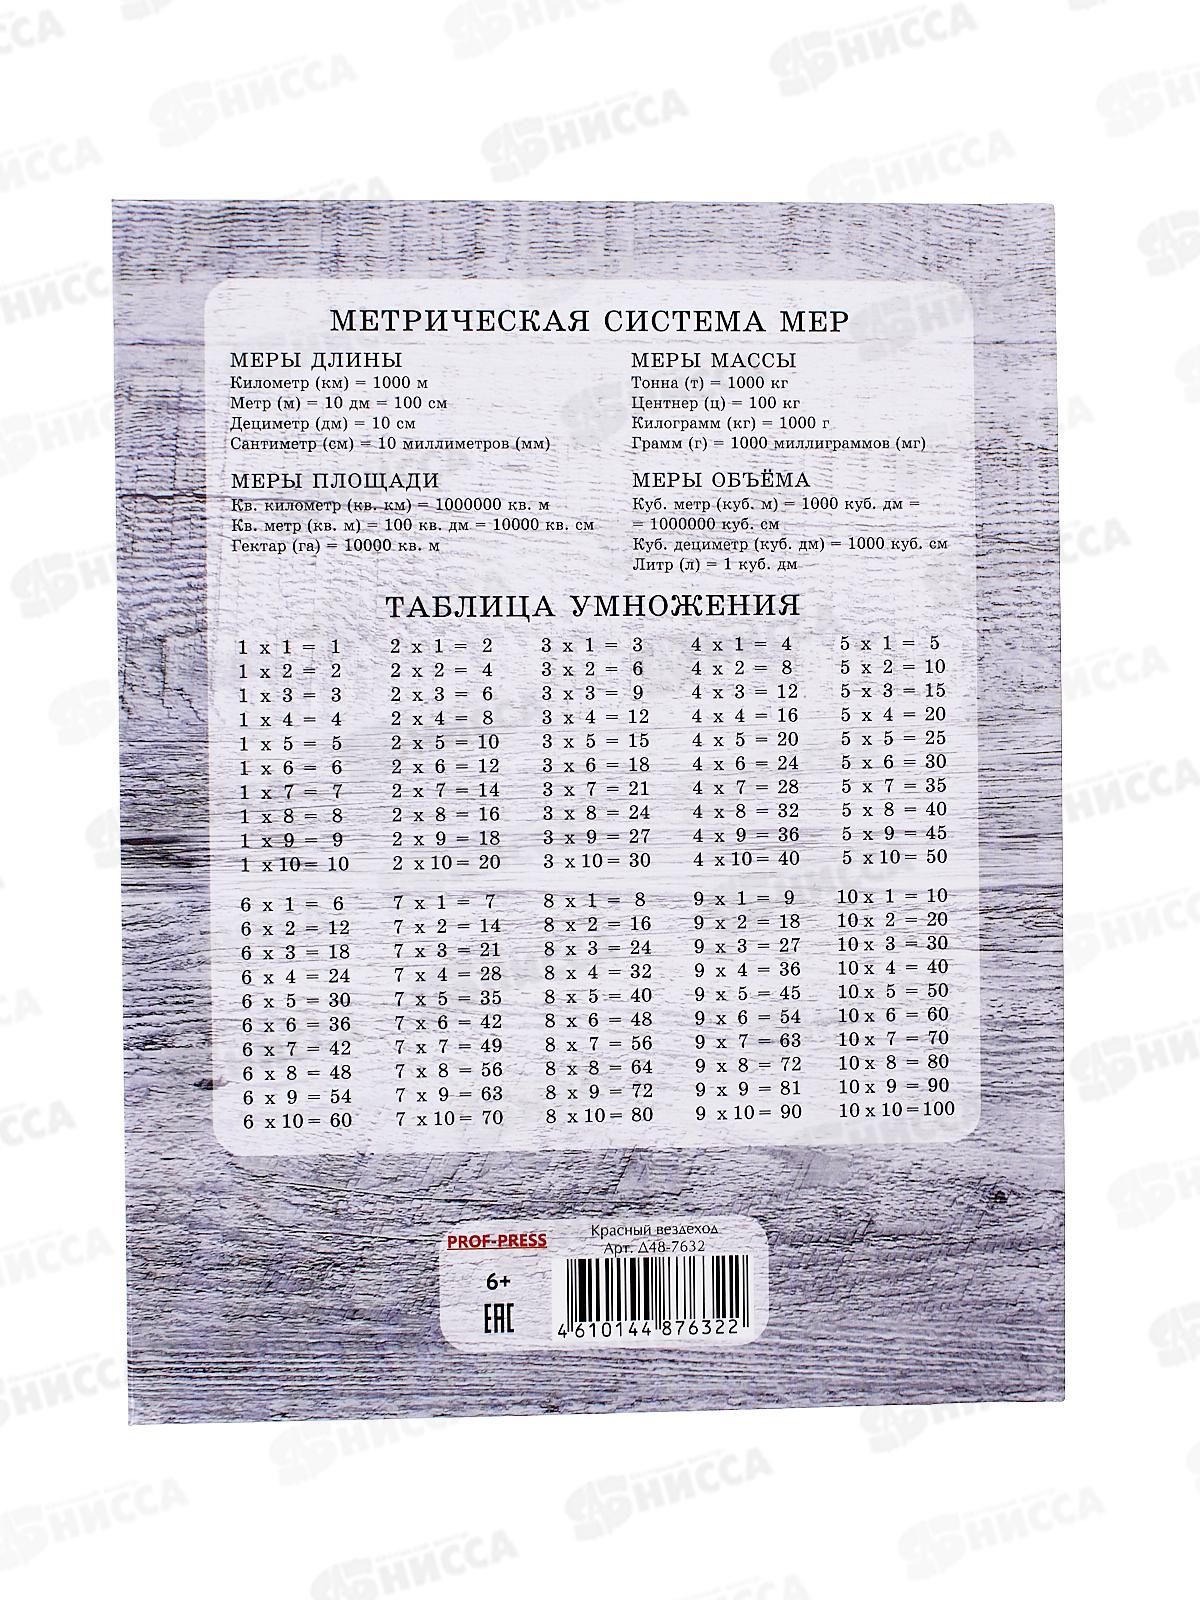 МЕТРИЧЕСКАЯ СИСТЕМА МЕР
МЕРЫ ДЛИНЫ
Километр (км) = 1000 м
Метр (м) = 10 дм = 100 см
Дециметр (дм) = 10 см
Сантиметр (см) = 10 миллиметров (мм)
МЕРЫ МАССЫ
Тонна (т) = 1000 кг
Центнер (ц) = 100 кг
Килограмм (кг) = 1000 г
Грамм (г) = 1000 миллиграммов (мг)
МЕРЫ ПЛОЩАДИ
Кв. километр (кв. км) = 1000000 кв. м
Кв. метр (кв. м) = 100 кв. дм = 10000 кв. см
Гектар (га) = 10000 кв. м
МЕРЫ ОБЪЁМА
Куб. метр (куб. м) = 1000 куб. дм =
= 1000000 куб. см
Куб. дециметр (куб. дм) = 1000 куб. см
Литр (л) = 1 куб. дм
ТАБЛИЦА УМНОЖЕНИЯ
1 x 1 = 1 2 x 1 = 2 3 x 1 = 3 4 x 1 = 4 5 x 1 = 5
1 x 2 = 2 2 x 2 = 4 3 x 2 = 6 4 x 2 = 8 5 x 2 = 10
1 x 3 = 3 2 x 3 = 6 3 x 3 = 9 4 x 3 = 12 5 x 3 = 15
1 x 4 = 4 2 x 4 = 8 3 x 4 = 12 4 x 4 = 16 5 x 4 = 20
1 x 5 = 5 2 x 5 = 10 3 x 5 = 15 4 x 5 = 20 5 x 5 = 25
1 x 6 = 6 2 x 6 = 12 3 x 6 = 18 4 x 6 = 24 5 x 6 = 30
1 x 7 = 7 2 x 7 = 14 3 x 7 = 21 4 x 7 = 28 5 x 7 = 35
1 x 8 = 8 2 x 8 = 16 3 x 8 = 24 4 x 8 = 32 5 x 8 = 40
1 x 9 = 9 2 x 9 = 18 3 x 9 = 27 4 x 9 = 36 5 x 9 = 45
1 x 10 = 10 2 x 10 = 20 3 x 10 = 30 4 x 10 = 40 5 x 10 = 50
6 x 1 = 6 7 x 1 = 7 8 x 1 = 8 9 x 1 = 9 10 x 1 = 10
6 x 2 = 12 7 x 2 = 14 8 x 2 = 16 9 x 2 = 18 10 x 2 = 20
6 x 3 = 18 7 x 3 = 21 8 x 3 = 24 9 x 3 = 27 10 x 3 = 30
6 x 4 = 24 7 x 4 = 28 8 x 4 = 32 9 x 4 = 36 10 x 4 = 40
6 x 5 = 30 7 x 5 = 35 8 x 5 = 40 9 x 5 = 45 10 x 5 = 50
6 x 6 = 36 7 x 6 = 42 8 x 6 = 48 9 x 6 = 54 10 x 6 = 60
6 x 7 = 42 7 x 7 = 49 8 x 7 = 56 9 x 7 = 63 10 x 7 = 70
6 x 8 = 48 7 x 8 = 56 8 x 8 = 64 9 x 8 = 72 10 x 8 = 80
6 x 9 = 54 7 x 9 = 63 8 x 9 = 72 9 x 9 = 81 10 x 9 = 90
6 x 10 = 60 7 x 10 = 70 8 x 10 = 80 9 x 10 = 90 10 x 10 = 100
PROF-PRESS
6+
EAC
Красный вездеход
Арт. Д48-7632
4 610144 876322
НИССА